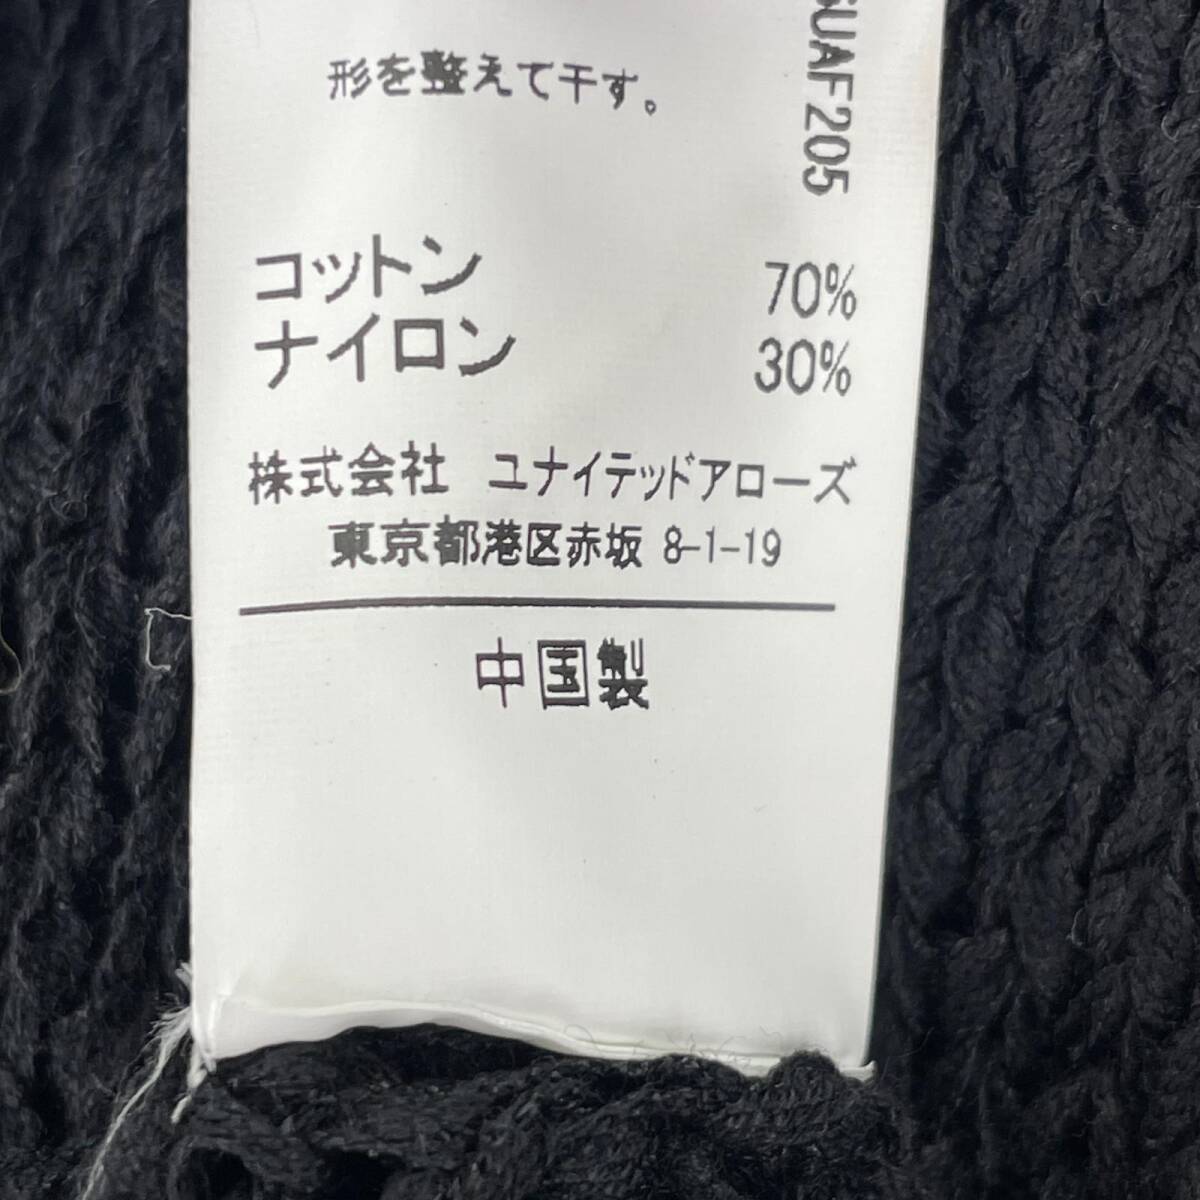 形を整えて干す。
コットン 70%
ナイロン 30%
株式会社 ユナイテッドアローズ
東京都港区赤坂 8-1-19
中国製
UAF205